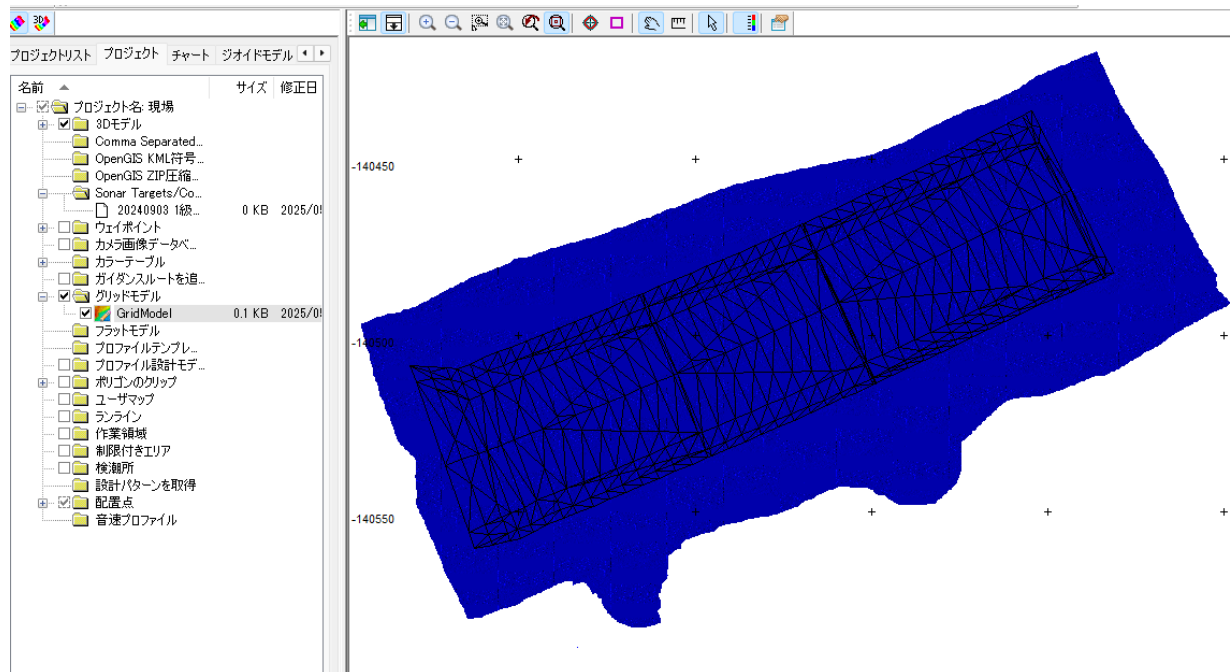 3D
プロジェクトリスト プロジェクト チャート ジオイドモデル
名前 サイズ 修正日
プロジェクト名: 現場
3Dモデル
Comma Separated...
OpenGIS KML符号...
OpenGIS ZIP圧縮...
Sonar Targets/Co...
20240903 1級... 0 KB 2025/0
ウェイポイント
カメラ画像データベ...
カラーテーブル
ガイダンスルートを追...
グリッドモデル
GridModel 0.1 KB 2025/0
フラットモデル
プロファイルテンプレ...
プロファイル設計モデ...
ポリゴンのクリップ
ユーザマップ
ランライン
作業領域
制限付きエリア
検潮所
設計パターンを取得
配置点
音速プロファイル
-140450
-140500
-140550